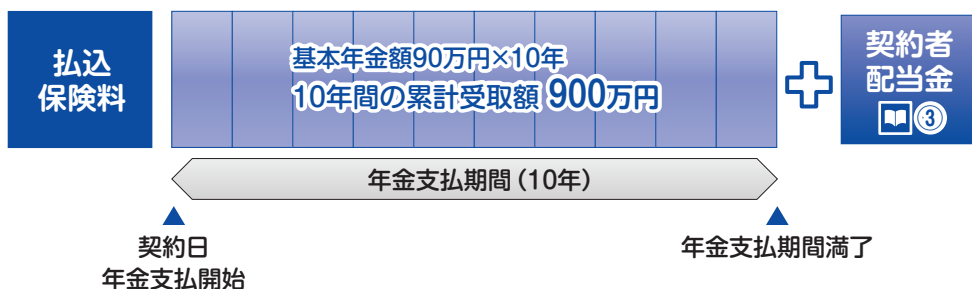 払込
保険料
基本年金額90万円×10年
10年間の累計受取額 900万円
契約者
配当金
③
年金支払期間（10年）
契約日
年金支払開始
年金支払期間満了